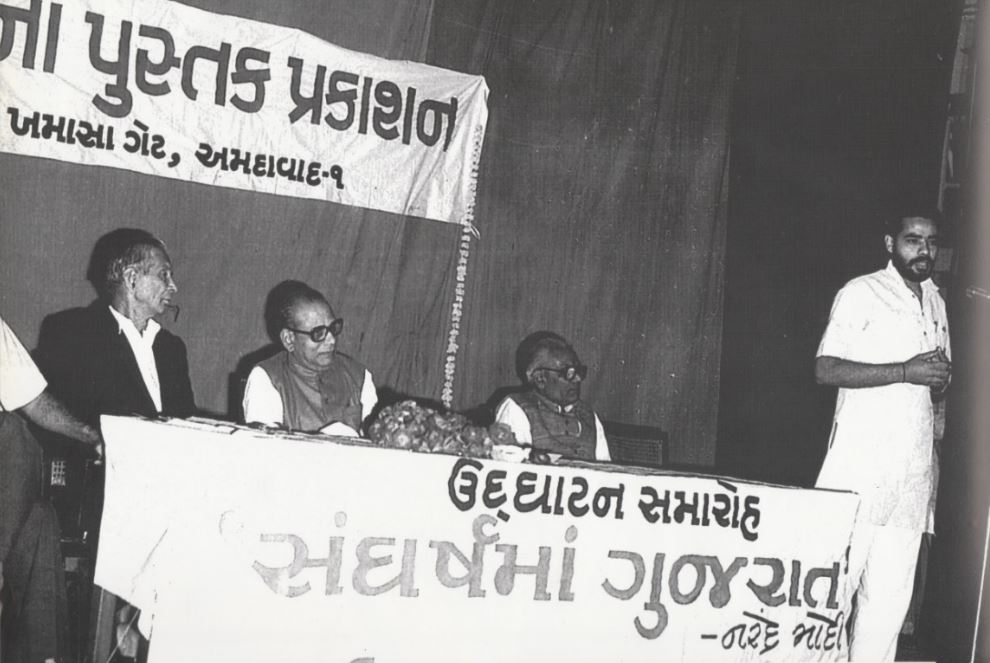 ના પુસ્તક પ્રકાશન
ખમાસા ગેટ, અમદાવાદ-૧
ઉદ્‌ઘાટન સમારોહ
સંઘર્ષમાં ગુજરાત
-નરેંદ્ર મોદી